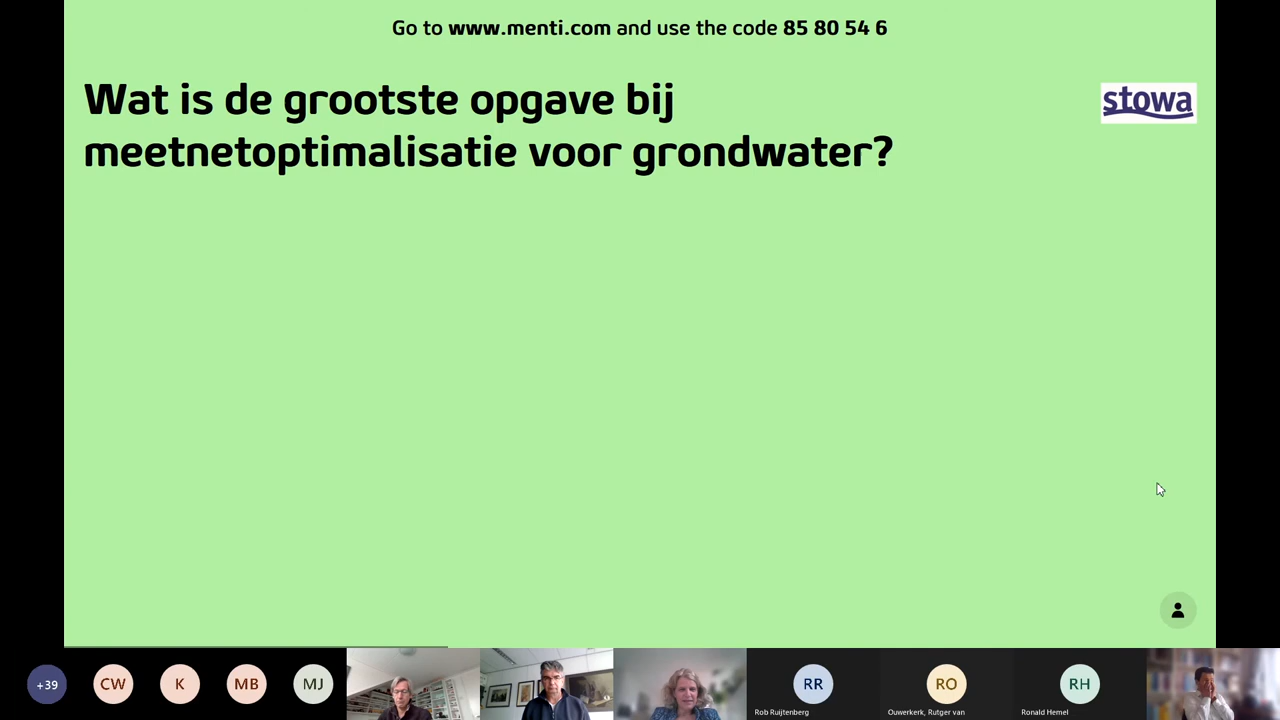 Go to www.menti.com and use the code 85 80 54 6
Wat is de grootste opgave bij
meetnetoptimalisatie voor grondwater?
stowa
+39
CW
K
MB
MJ
RR
RO
RH
Rob Ruijtenberg
Ouwerkerk, Rutger van
Ronald Hemel